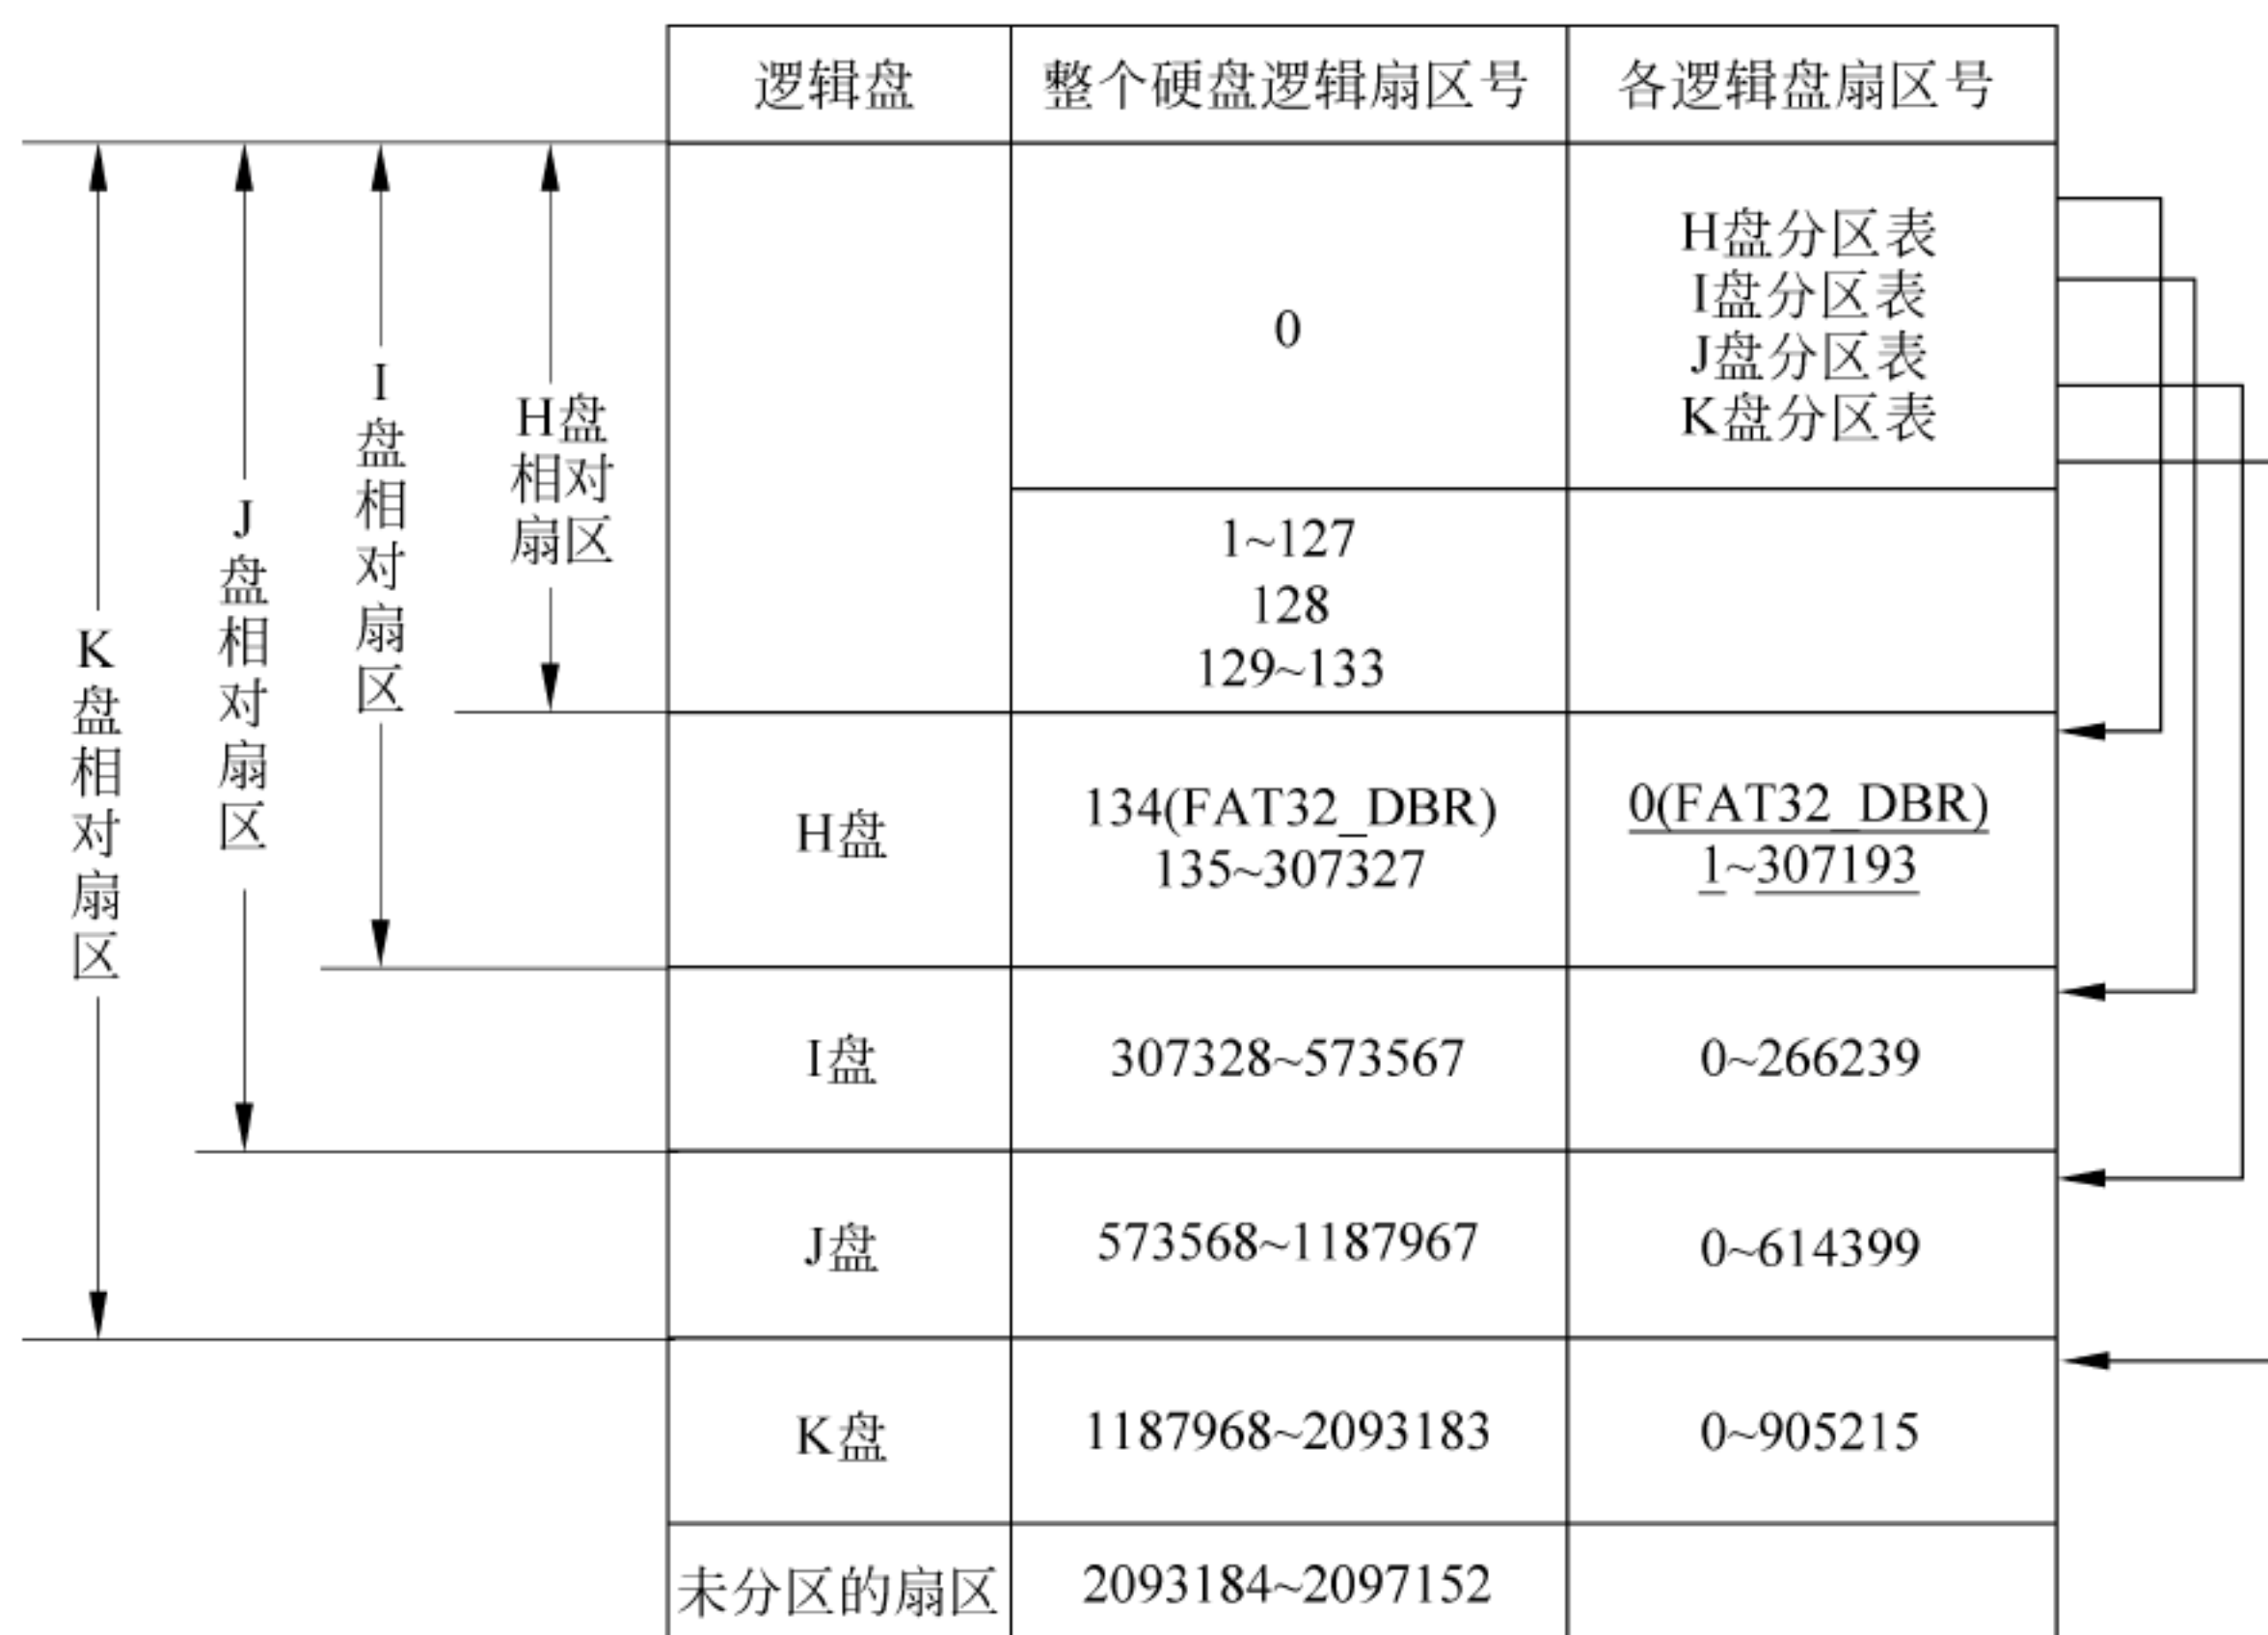 逻辑盘 整个硬盘逻辑扇区号 各逻辑盘扇区号
K盘相对扇区
J盘相对扇区
I盘相对扇区
H盘
相对
扇区
0
H盘分区表
I盘分区表
J盘分区表
K盘分区表
1~127
128
129~133
H盘
134(FAT32_DBR)
135~307327
0(FAT32_DBR)
1~307193
I盘 307328~573567 0~266239
J盘 573568~1187967 0~614399
K盘 1187968~2093183 0~905215
未分区的扇区 2093184~2097152